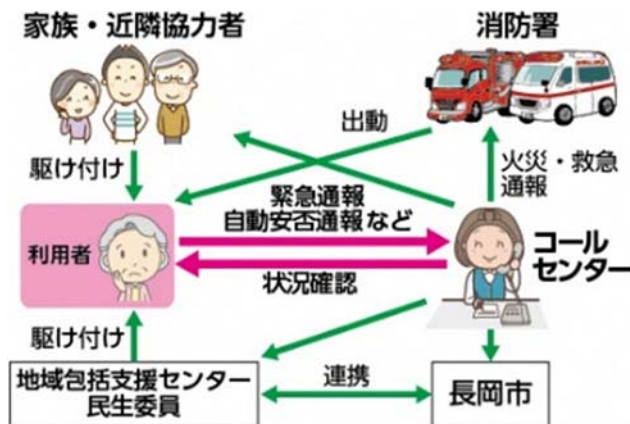 家族・近隣協力者
消防署
出動
駆け付け
火災・救急
通報
緊急通報
自動安否通報など
利用者
コール
センター
状況確認
駆け付け
地域包括支援センター
民生委員
連携
長岡市